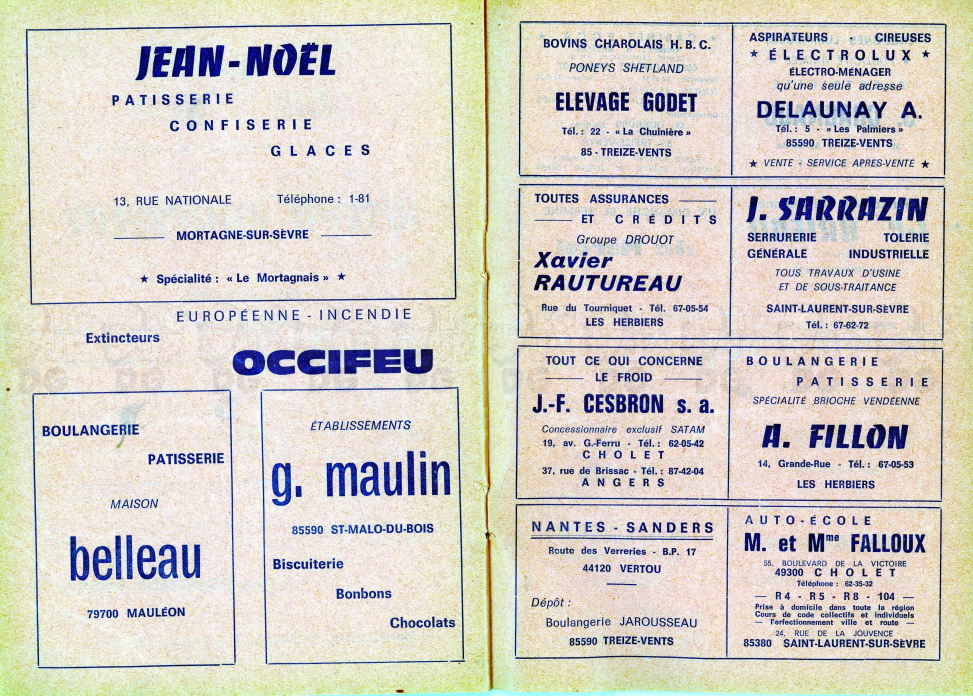 JEAN-NOËL
PATISSERIE
CONFISERIE
GLACES
13, RUE NATIONALE Téléphone : 1-81
MORTAGNE-SUR-SÈVRE
★ Spécialité : « Le Mortagnais » ★
EUROPÉENNE - INCENDIE
Extincteurs
OCCIFEU
BOULANGERIE
PATISSERIE
MAISON
belleau
79700 MAULÉON
ÉTABLISSEMENTS
g. maulin
85590 ST-MALO-DU-BOIS
Biscuiterie
Bonbons
Chocolats
BOVINS CHAROLAIS H.B.C.
PONEYS SHETLAND
ELEVAGE GODET
Tél. : 22 - « La Chuinière »
85 - TREIZE-VENTS
ASPIRATEURS - CIREUSES
★ ÉLECTROLUX ★
ÉLECTRO-MÉNAGER
qu'une seule adresse
DELAUNAY A.
Tél. : 5 - « Les Palmiers »
85590 TREIZE-VENTS
★ VENTE - SERVICE APRES-VENTE ★
TOUTES ASSURANCES
ET CRÉDITS
Groupe DROUOT
Xavier
RAUTUREAU
Rue du Tourniquet - Tél. 67-05-54
LES HERBIERS
J. SARRAZIN
SERRURERIE TOLERIE
GÉNÉRALE INDUSTRIELLE
TOUS TRAVAUX D'USINE
ET DE SOUS-TRAITANCE
SAINT-LAURENT-SUR-SÈVRE
Tél. : 67-62-72
TOUT CE QUI CONCERNE
LE FROID
J.-F. CESBRON s. a.
Concessionnaire exclusif SATAM
19, av. G.-Ferru - Tél. : 62-05-42
CHOLET
37, rue de Brissac - Tél. : 87-42-04
ANGERS
BOULANGERIE
PATISSERIE
SPÉCIALITÉ BRIOCHE VENDÉENNE
A. FILLON
14, Grande-Rue - Tél. : 67-05-53
LES HERBIERS
NANTES - SANDERS
Route des Verreries - B.P. 17
44120 VERTOU
Dépôt :
Boulangerie JAROUSSEAU
85590 TREIZE-VENTS
AUTO-ÉCOLE
M. et Mme FALLOUX
55, BOULEVARD DE LA VICTOIRE
49300 CHOLET
Téléphone : 62-35-32
— R4 - R5 - R8 - 104 —
Prise à domicile dans toute la région
Cours de code collectifs et individuels
— Perfectionnement ville et route —
24, RUE DE LA JOUVENCE
85380 SAINT-LAURENT-SUR-SÈVRE